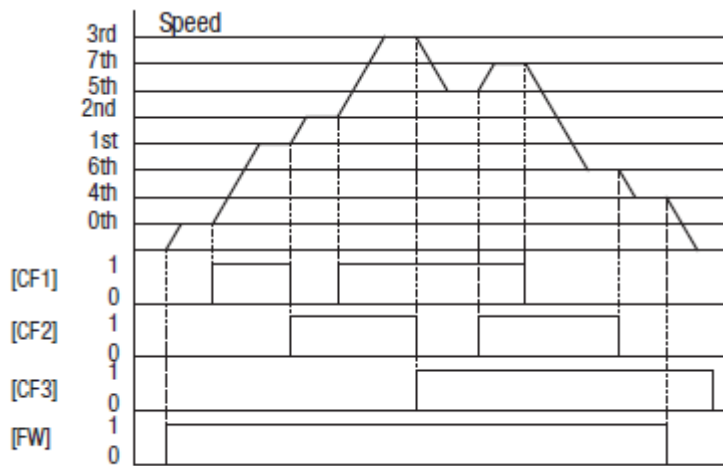 Speed
3rd
7th
5th
2nd
1st
6th
4th
0th
[CF1] 1
0
[CF2] 1
0
[CF3] 1
0
[FW] 1
0